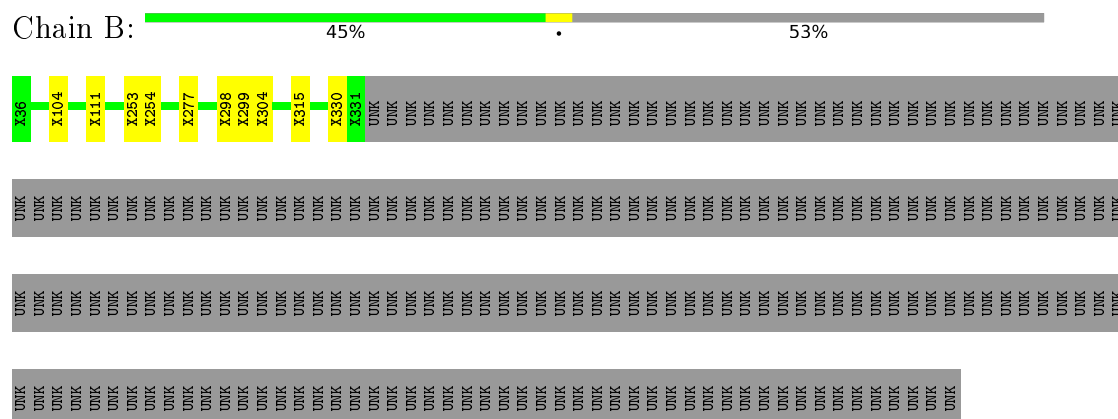 Chain B:
45% • 53%
X36 X104 X111 X253 X254 X277 X298 X299 X304 X315 X330 X331 UNK UNK UNK UNK UNK UNK UNK UNK UNK UNK UNK UNK UNK UNK UNK UNK UNK UNK UNK UNK UNK UNK UNK UNK UNK UNK UNK UNK UNK UNK UNK UNK UNK UNK UNK UNK UNK UNK UNK UNK UNK
UNK UNK UNK UNK UNK UNK UNK UNK UNK UNK UNK UNK UNK UNK UNK UNK UNK UNK UNK UNK UNK UNK UNK UNK UNK UNK UNK UNK UNK UNK UNK UNK UNK UNK UNK UNK UNK UNK UNK UNK UNK UNK UNK UNK UNK UNK UNK UNK UNK UNK UNK UNK UNK UNK UNK UNK UNK UNK UNK UNK
UNK UNK UNK UNK UNK UNK UNK UNK UNK UNK UNK UNK UNK UNK UNK UNK UNK UNK UNK UNK UNK UNK UNK UNK UNK UNK UNK UNK UNK UNK UNK UNK UNK UNK UNK UNK UNK UNK UNK UNK UNK UNK UNK UNK UNK UNK UNK UNK UNK UNK UNK UNK UNK UNK UNK UNK UNK UNK UNK UNK
UNK UNK UNK UNK UNK UNK UNK UNK UNK UNK UNK UNK UNK UNK UNK UNK UNK UNK UNK UNK UNK UNK UNK UNK UNK UNK UNK UNK UNK UNK UNK UNK UNK UNK UNK UNK UNK UNK UNK UNK UNK UNK UNK UNK UNK UNK UNK UNK UNK UNK UNK